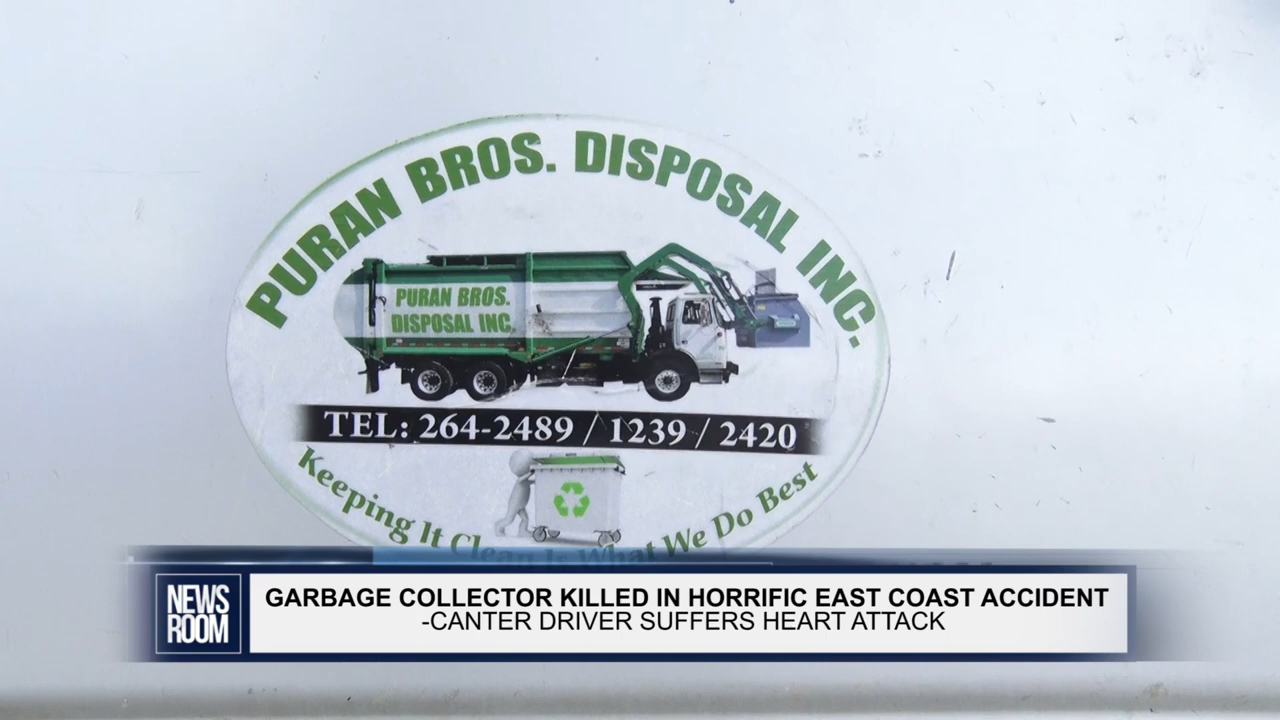 PURAN BROS. DISPOSAL INC.
PURAN BROS.
DISPOSAL INC.
TEL: 264-2489 / 1239 / 2420
Keeping It Clean Is What We Do Best
NEWS
ROOM
GARBAGE COLLECTOR KILLED IN HORRIFIC EAST COAST ACCIDENT
-CANTER DRIVER SUFFERS HEART ATTACK